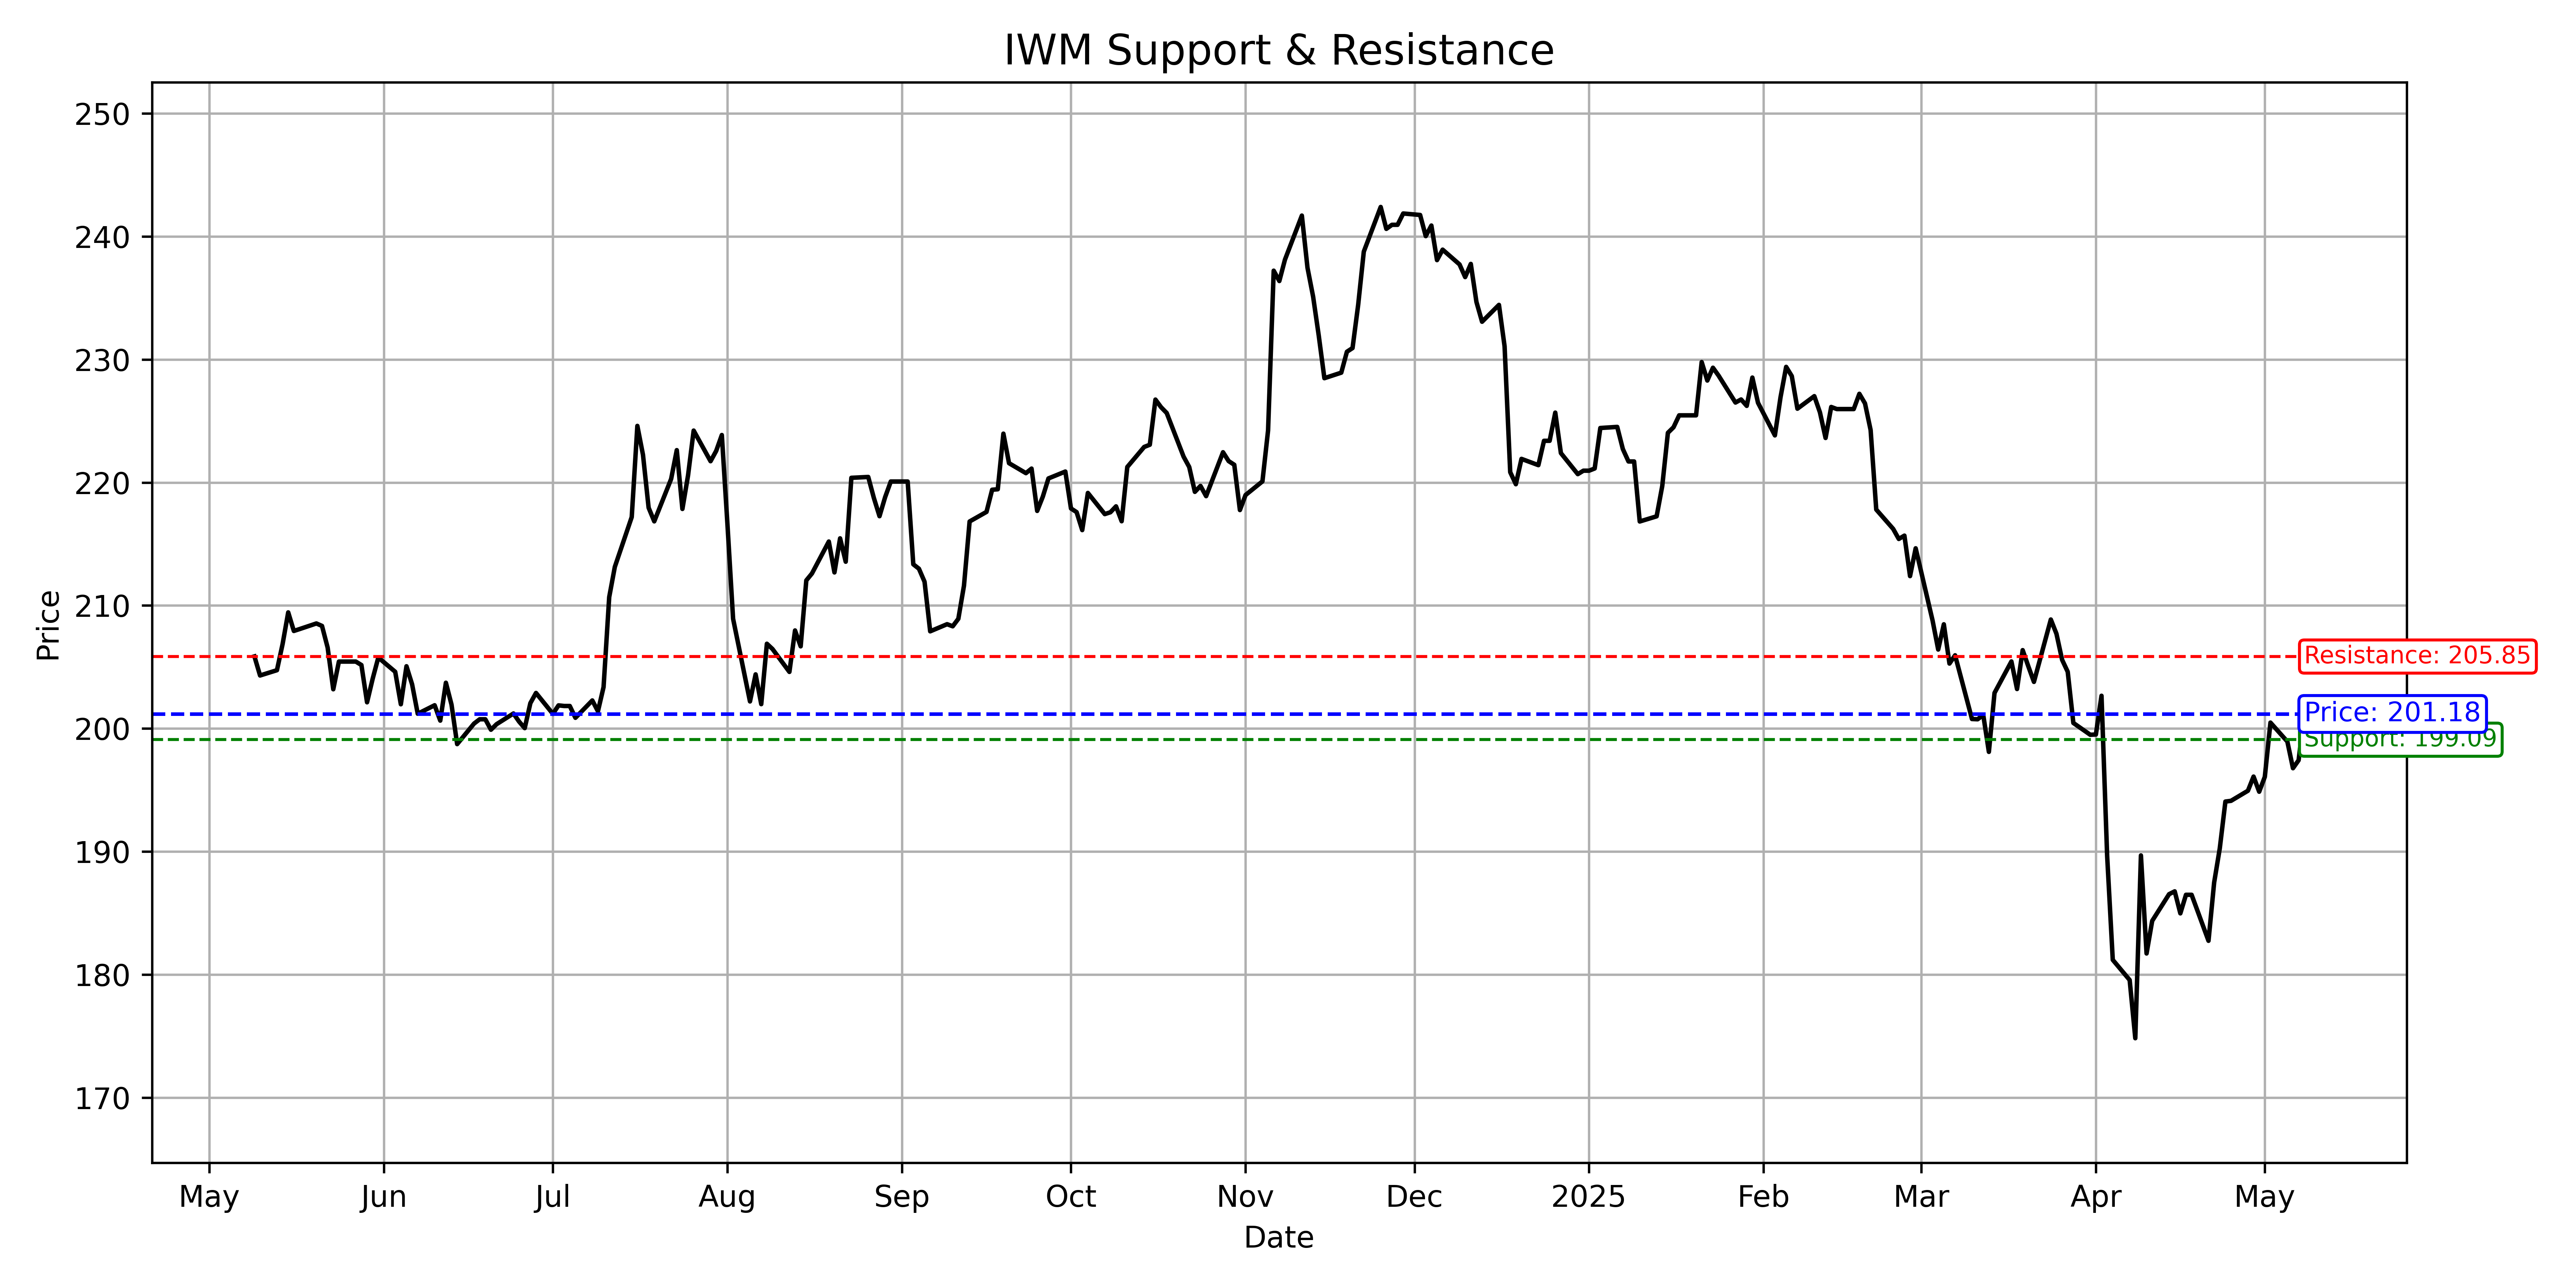 IWM Support & Resistance
Price
250
240
230
220
210
200
190
180
170
Resistance: 205.85
Price: 201.18
Support: 199.09
May
Jun
Jul
Aug
Sep
Oct
Nov
Dec
2025
Feb
Mar
Apr
May
Date